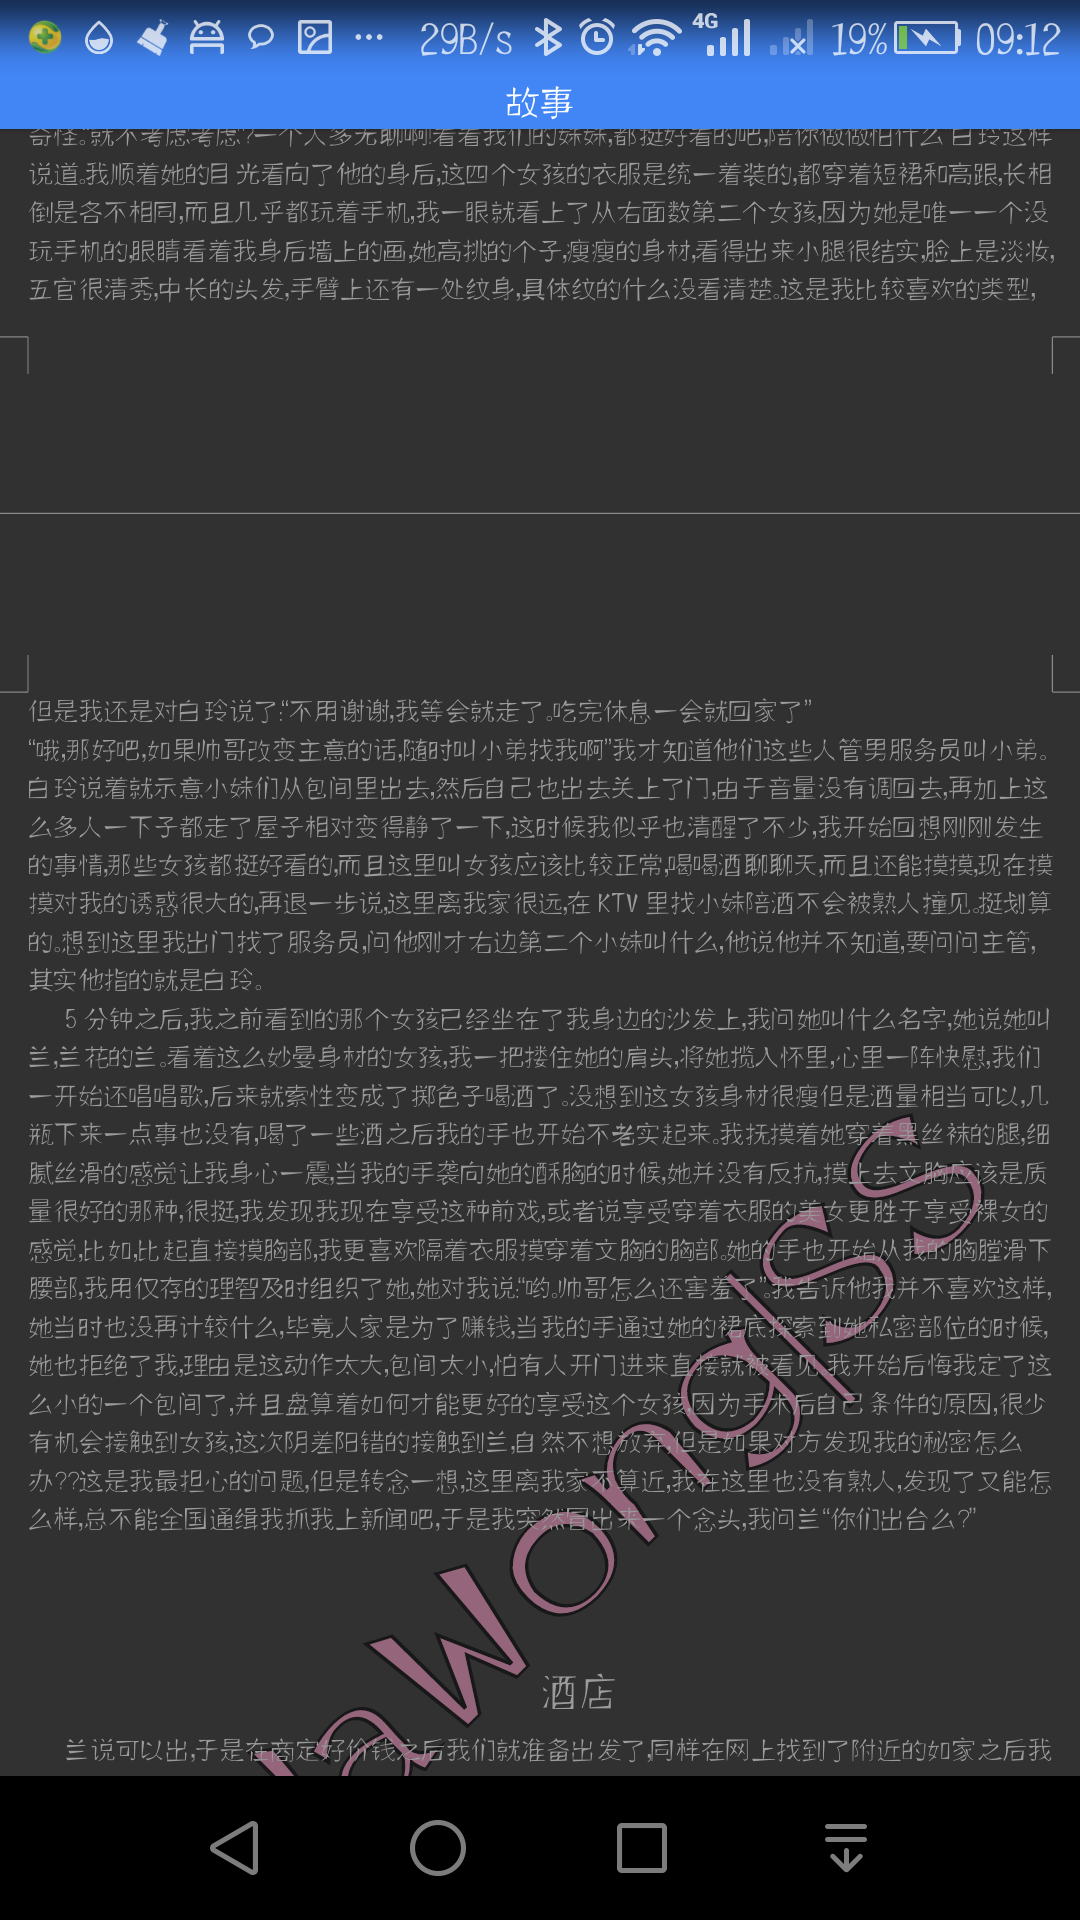 29B/s 4G 19% 09:12
故事
奇怪。“就不考虑考虑?一个人多无聊啊!看看我们的妹妹,都挺好看的吧,陪你做做伯什么”白玲这样
说道。我顺着她的目光看向了他的身后,这四个女孩的衣服是统一着装的,都穿着短裙和高跟,长相
倒是各不相同,而且几乎都玩着手机,我一眼就看上了从右面数第二个女孩,因为她是唯一一个没
玩手机的,眼睛看着我身后墙上的画,她高挑的个子,瘦瘦的身材,看得出来小腿很结实,脸上是淡妆,
五官很清秀,中长的头发,手臂上还有一处纹身,具体纹的什么没看清楚。这是我比较喜欢的类型,
但是我还是对白玲说了:“不用谢谢,我等会就走了。吃完休息一会就回家了”
“哦,那好吧,如果帅哥改变主意的话,随时叫小弟找我啊”我才知道他们这些人管男服务员叫小弟。
白玲说着就示意小妹们从包间里出去,然后自己也出去关上了门,由于音量没有调回去,再加上这
么多人一下子都走了屋子相对变得静了一下,这时候我似乎也清醒了不少,我开始回想刚刚发生
的事情,那些女孩都挺好看的,而且这里叫女孩应该比较正常,喝喝酒聊聊天,而且还能摸摸,现在摸
摸对我的诱惑很大的,再退一步说,这里离我家很远,在 KTV 里找小妹陪酒不会被熟人撞见。挺划算
的。想到这里我出门找了服务员,问他刚才右边第二个小妹叫什么,他说他并不知道,要问问主管,
其实他指的就是白玲。
5 分钟之后,我之前看到的那个女孩已经坐在了我身边的沙发上,我问她叫什么名字,她说她叫
兰,兰花的兰。看着这么妙曼身材的女孩,我一把搂住她的肩头,将她揽入怀里,心里一阵快慰,我们
一开始还唱唱歌,后来就索性变成了掷色子喝酒了。没想到这女孩身材很瘦但是酒量相当可以,几
瓶下来一点事也没有,喝了一些酒之后我的手也开始不老实起来。我抚摸着她穿着黑丝袜的腿,细
腻丝滑的感觉让我身心一震,当我的手袭向她的酥胸的时候,她并没有反抗,摸上去文胸应该是质
量很好的那种,很挺,我发现我现在享受这种前戏,或者说享受穿着衣服的美女更胜于享受裸女的
感觉,比如,比起直接摸胸部,我更喜欢隔着衣服摸穿着文胸的胸部。她的手也开始从我的胸膛滑下
腰部,我用仅存的理智及时组织了她,她对我说:“哟。帅哥怎么还害羞了”。我告诉他我并不喜欢这样,
她当时也没再计较什么,毕竟人家是为了赚钱,当我的手通过她的裙底探索到她私密部位的时候,
她也拒绝了我,理由是这动作太大,包间太小,怕有人开门进来直接就被看见,我开始后悔我定了这
么小的一个包间了,并且盘算着如何才能更好的享受这个女孩,因为手术后自己条件的原因,很少
有机会接触到女孩,这次阴差阳错的接触到兰,自然不想放弃,但是如果对方发现我的秘密怎么
办??这是我最担心的问题,但是转念一想,这里离我家不算近,我在这里也没有熟人,发现了又能怎
么样,总不能全国通缉我抓我上新闻吧,于是我突然冒出来一个念头,我问兰“你们出台么?”
酒店
兰说可以出,于是在商定好价钱之后我们就准备出发了,同样在网上找到了附近的如家之后我